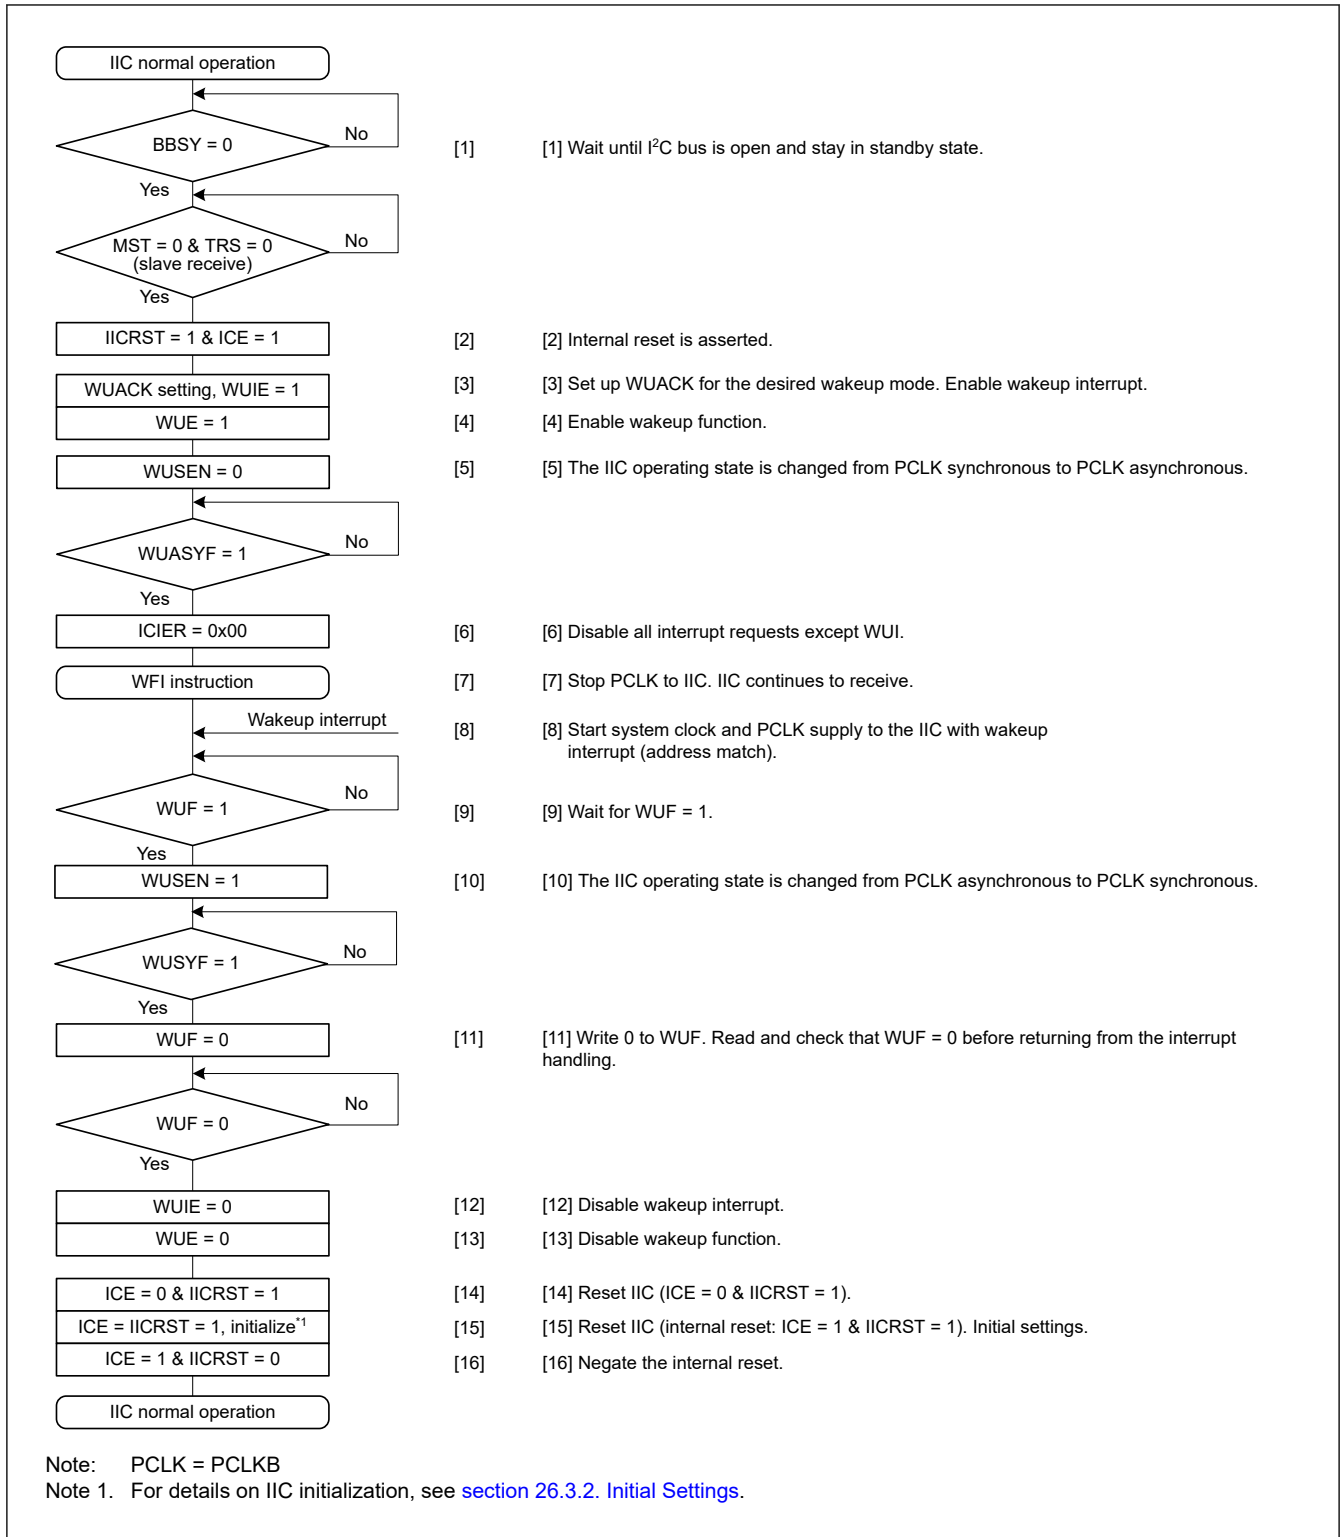 IIC normal operation
BBSY = 0
No
[1] [1] Wait until I²C bus is open and stay in standby state.
Yes
MST = 0 & TRS = 0
(slave receive)
No
Yes
IICRST = 1 & ICE = 1
[2] [2] Internal reset is asserted.
WUACK setting, WUIE = 1
[3] [3] Set up WUACK for the desired wakeup mode. Enable wakeup interrupt.
WUE = 1
[4] [4] Enable wakeup function.
WUSEN = 0
[5] [5] The IIC operating state is changed from PCLK synchronous to PCLK asynchronous.
WUASYF = 1
No
Yes
ICIER = 0x00
[6] [6] Disable all interrupt requests except WUI.
WFI instruction
[7] [7] Stop PCLK to IIC. IIC continues to receive.
Wakeup interrupt
[8] [8] Start system clock and PCLK supply to the IIC with wakeup
interrupt (address match).
WUF = 1
No
[9] [9] Wait for WUF = 1.
Yes
WUSEN = 1
[10] [10] The IIC operating state is changed from PCLK asynchronous to PCLK synchronous.
WUSYF = 1
No
Yes
WUF = 0
[11] [11] Write 0 to WUF. Read and check that WUF = 0 before returning from the interrupt
handling.
WUF = 0
No
Yes
WUIE = 0
[12] [12] Disable wakeup interrupt.
WUE = 0
[13] [13] Disable wakeup function.
ICE = 0 & IICRST = 1
[14] [14] Reset IIC (ICE = 0 & IICRST = 1).
ICE = IICRST = 1, initialize*1
[15] [15] Reset IIC (internal reset: ICE = 1 & IICRST = 1). Initial settings.
ICE = 1 & IICRST = 0
[16] [16] Negate the internal reset.
IIC normal operation
Note: PCLK = PCLKB
Note 1. For details on IIC initialization, see section 26.3.2. Initial Settings.